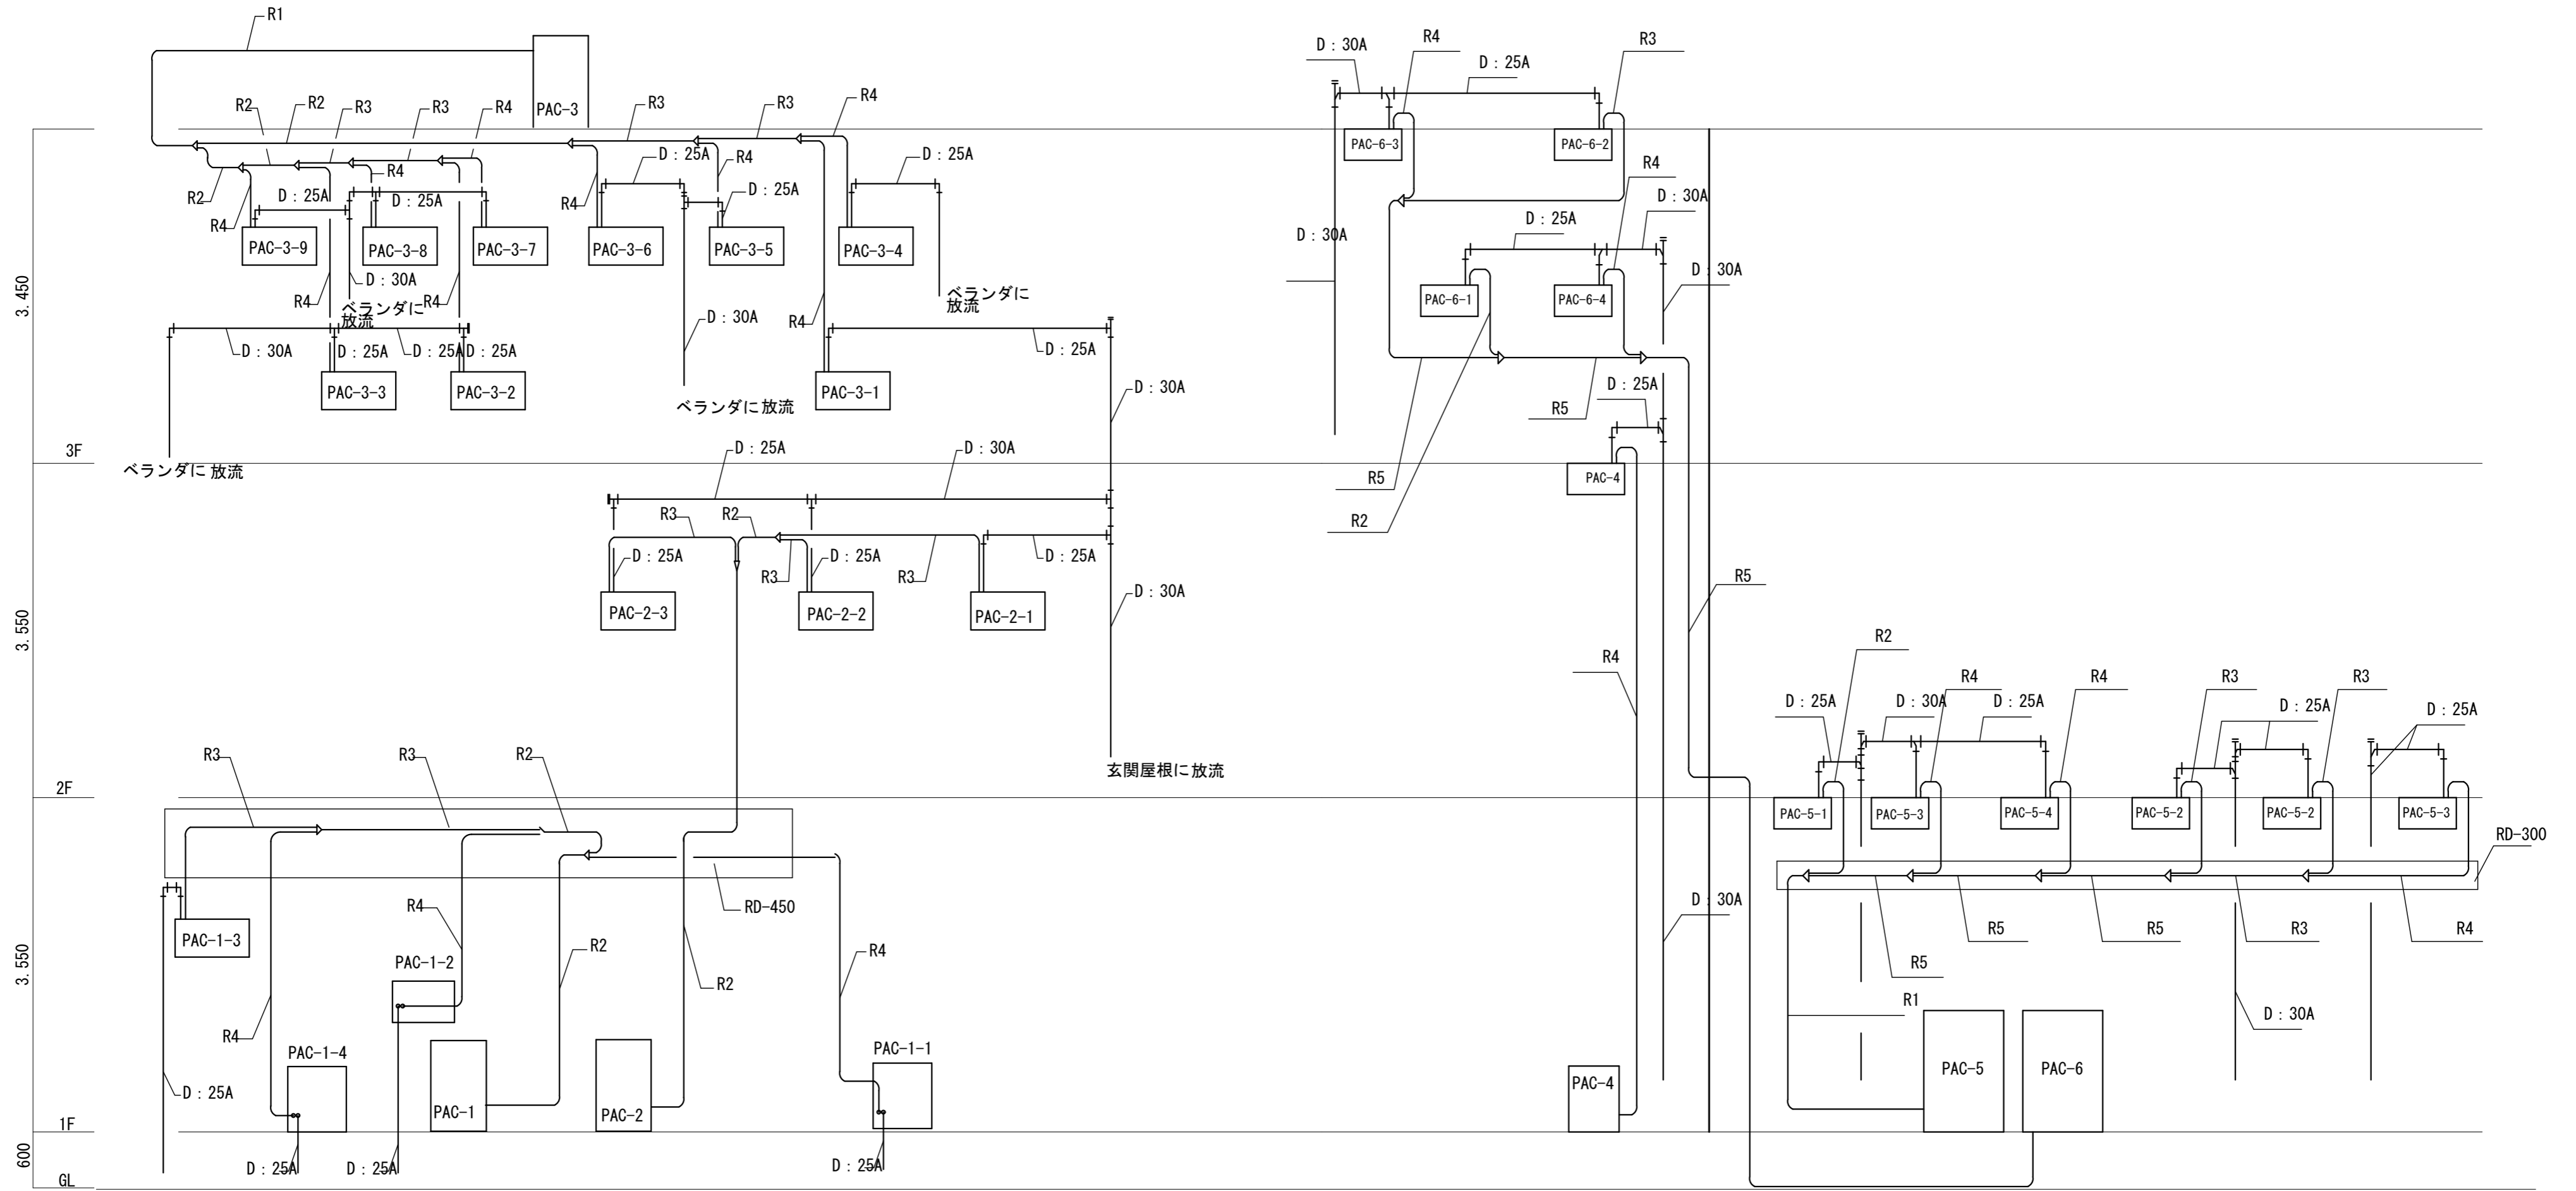 R1
PAC-3
R2
R2
R3
R3
R4
R3
R3
R4
R4
D : 25A
R4
D : 25A
R2
D : 25A
D : 25A
R4
D : 25A
R4
PAC-3-9
PAC-3-8
PAC-3-7
PAC-3-6
PAC-3-5
PAC-3-4
D : 30A
R4
R4
ベランダに
放流
ベランダに
放流
R4
D : 30A
D : 30A
D : 25A
D : 25A
D : 25A
D : 25A
PAC-3-3
PAC-3-2
PAC-3-1
D : 30A
ベランダに 放流
ベランダに 放流
3.450
3F
D : 25A
D : 30A
R3
R2
D : 25A
R3
D : 25A
R3
D : 25A
PAC-2-3
PAC-2-2
PAC-2-1
D : 30A
3.550
玄関屋根に 放流
2F
R3
R3
R2
RD-450
PAC-1-3
R4
PAC-1-2
R2
R2
R4
R4
PAC-1-4
PAC-1
PAC-2
PAC-1-1
D : 25A
3.550
1F
D : 25A
D : 25A
D : 25A
600
GL
D : 30A
R4
D : 25A
R3
PAC-6-3
PAC-6-2
R4
D : 30A
D : 25A
D : 30A
D : 30A
PAC-6-1
PAC-6-4
D : 25A
R5
R5
PAC-4
R2
R5
R4
D : 30A
PAC-4
R2
D : 25A
D : 30A
R4
D : 25A
R4
R3
D : 25A
R3
D : 25A
PAC-5-1
PAC-5-3
PAC-5-4
PAC-5-2
PAC-5-2
PAC-5-3
RD-300
R5
R5
R5
R3
R4
R1
D : 30A
PAC-5
PAC-6